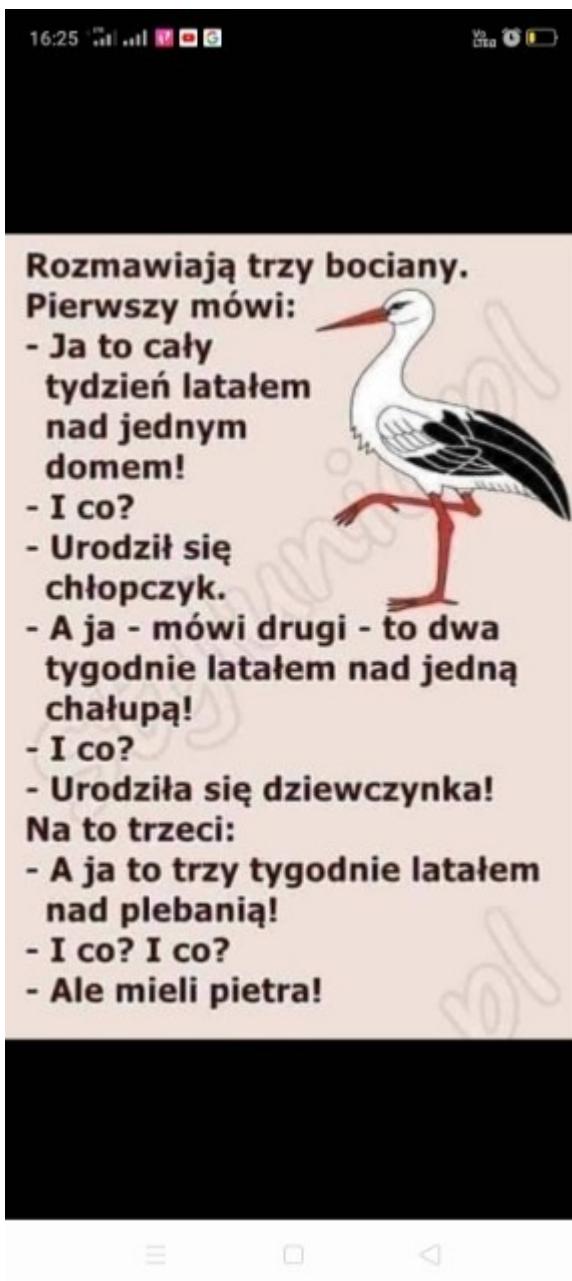 16:25
Rozmawiają trzy bociany.
Pierwszy mówi:
- Ja to cały
tydzień latałem
nad jednym
domem!
- I co?
- Urodził się
chłopczyk.
- A ja - mówi drugi - to dwa
tygodnie latałem nad jedną
chałupą!
- I co?
- Urodziła się dziewczynka!
Na to trzeci:
- A ja to trzy tygodnie latałem
nad plebanią!
- I co? I co?
- Ale mieli pietra!